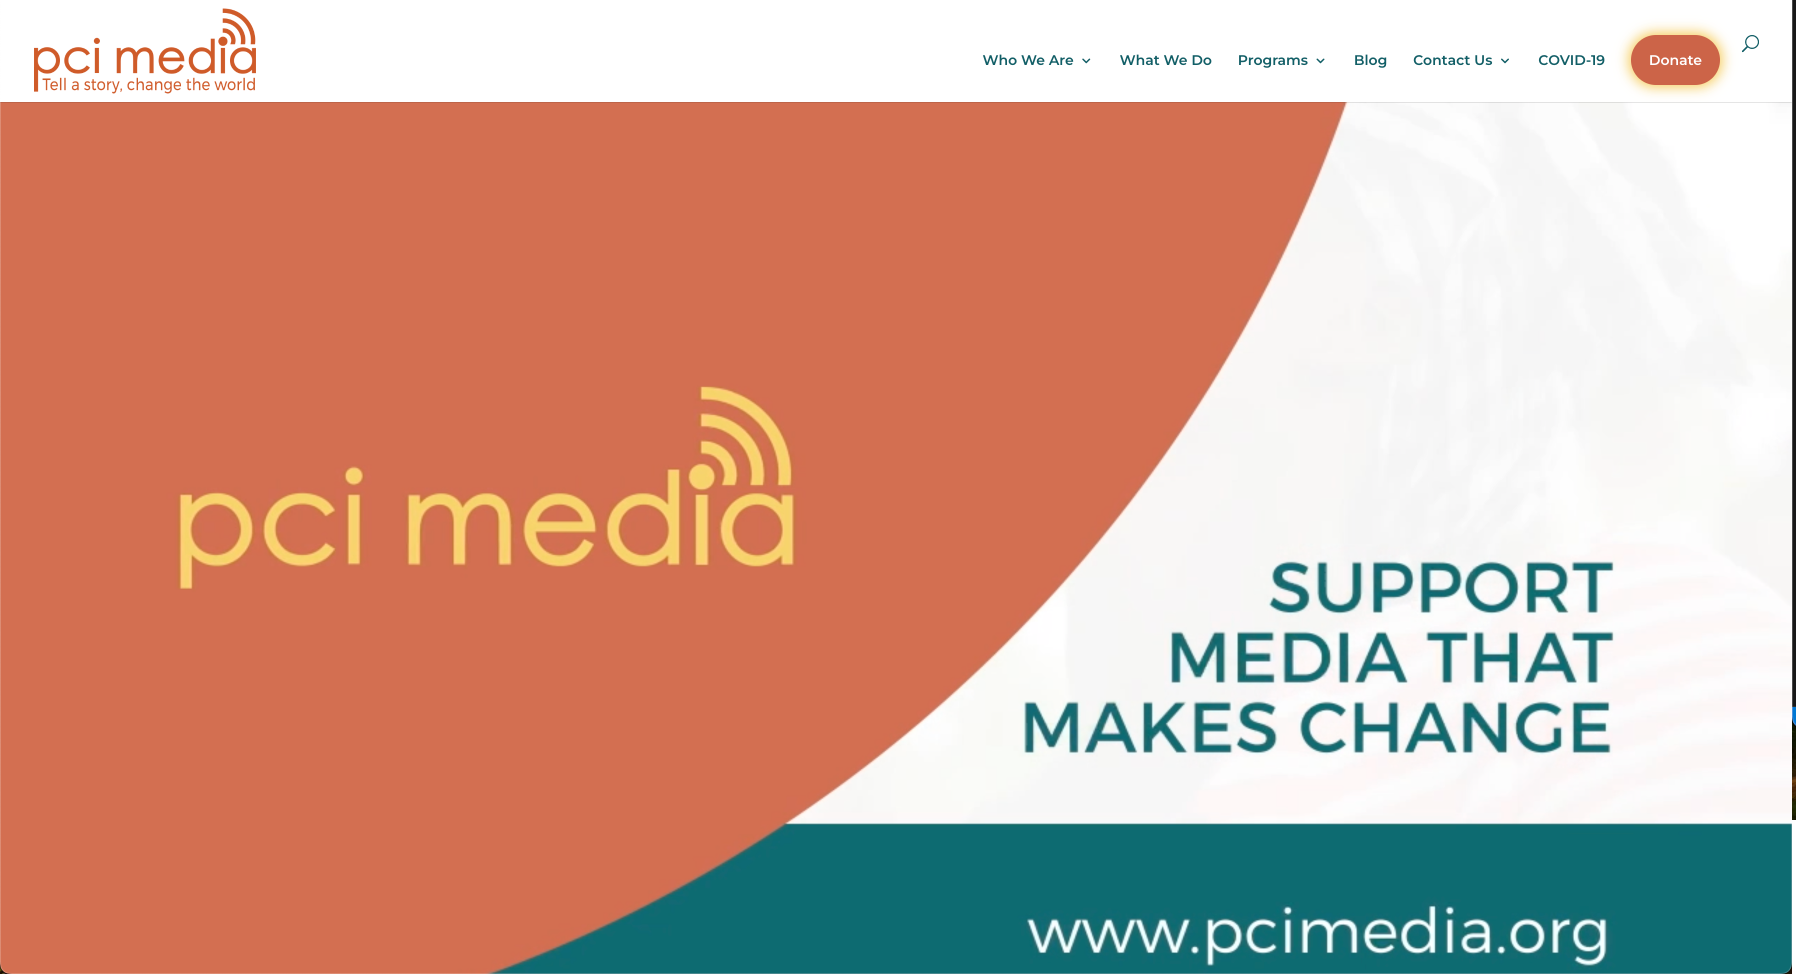 pci media
Tell a story, change the world
Who We Are What We Do Programs Blog Contact Us COVID-19 Donate
pci media
SUPPORT
MEDIA THAT
MAKES CHANGE
www.pcimedia.org